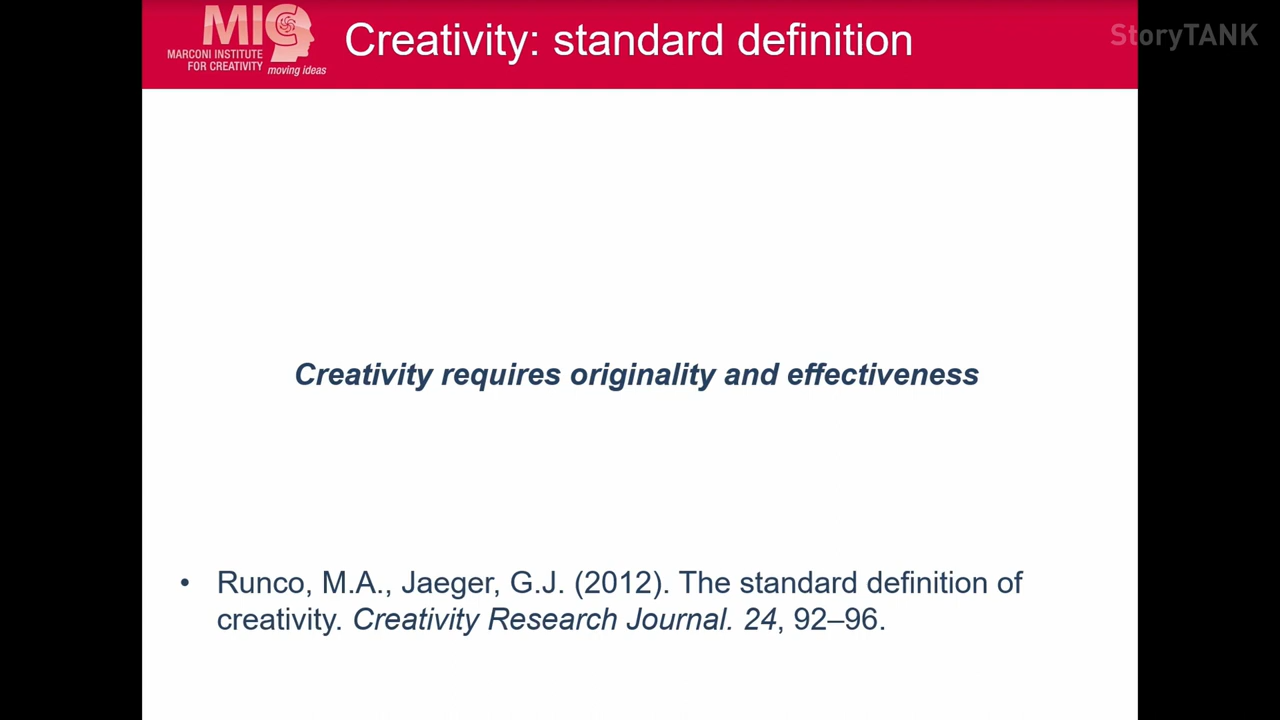 MIC
MARCONI INSTITUTE
FOR CREATIVITY moving ideas
Creativity: standard definition
StoryTANK
Creativity requires originality and effectiveness
• Runco, M.A., Jaeger, G.J. (2012). The standard definition of
creativity. Creativity Research Journal. 24, 92–96.